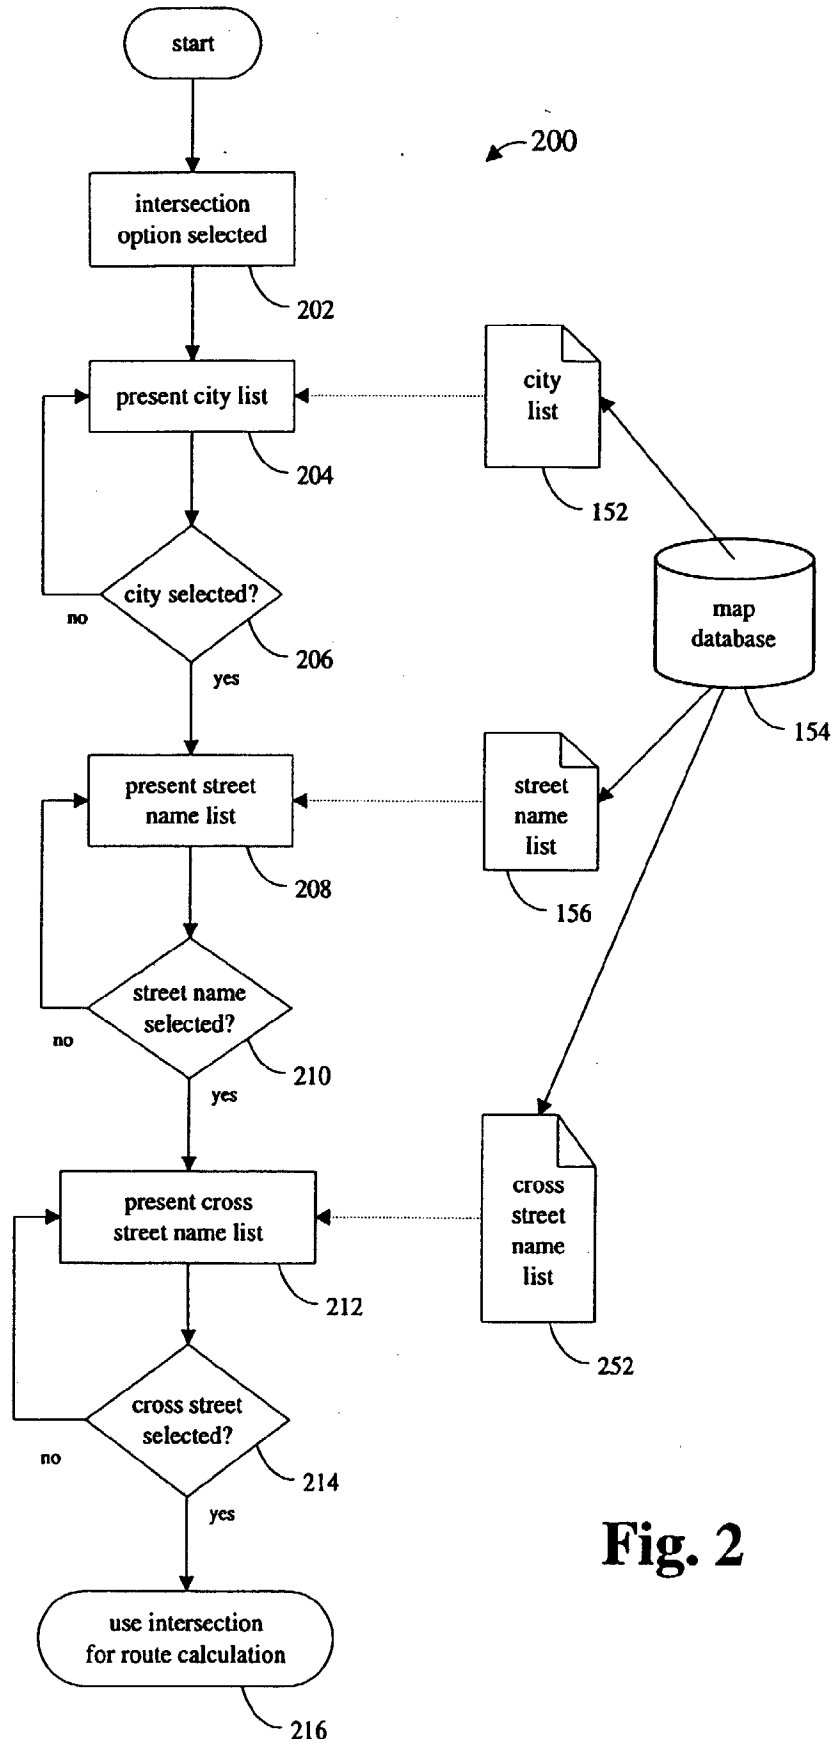 start
200
intersection
option selected
202
present city list
204
city
list
152
city selected?
no
206
yes
map
database
154
present street
name list
208
street
name
list
156
street name
selected?
no
210
yes
present cross
street name list
212
cross
street
name
list
252
cross street
selected?
no
214
yes
Fig. 2
use intersection
for route calculation
216